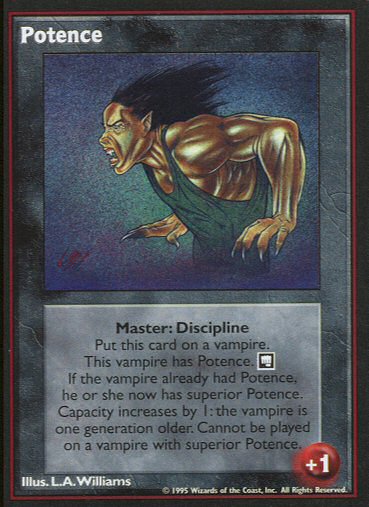 Potence
Master: Discipline
Put this card on a vampire.
This vampire has Potence.
If the vampire already had Potence,
he or she now has superior Potence.
Capacity increases by 1: the vampire is
one generation older. Cannot be played
on a vampire with superior Potence.
+1
Illus. L.A. Williams
© 1995 Wizards of the Coast, Inc. All Rights Reserved.